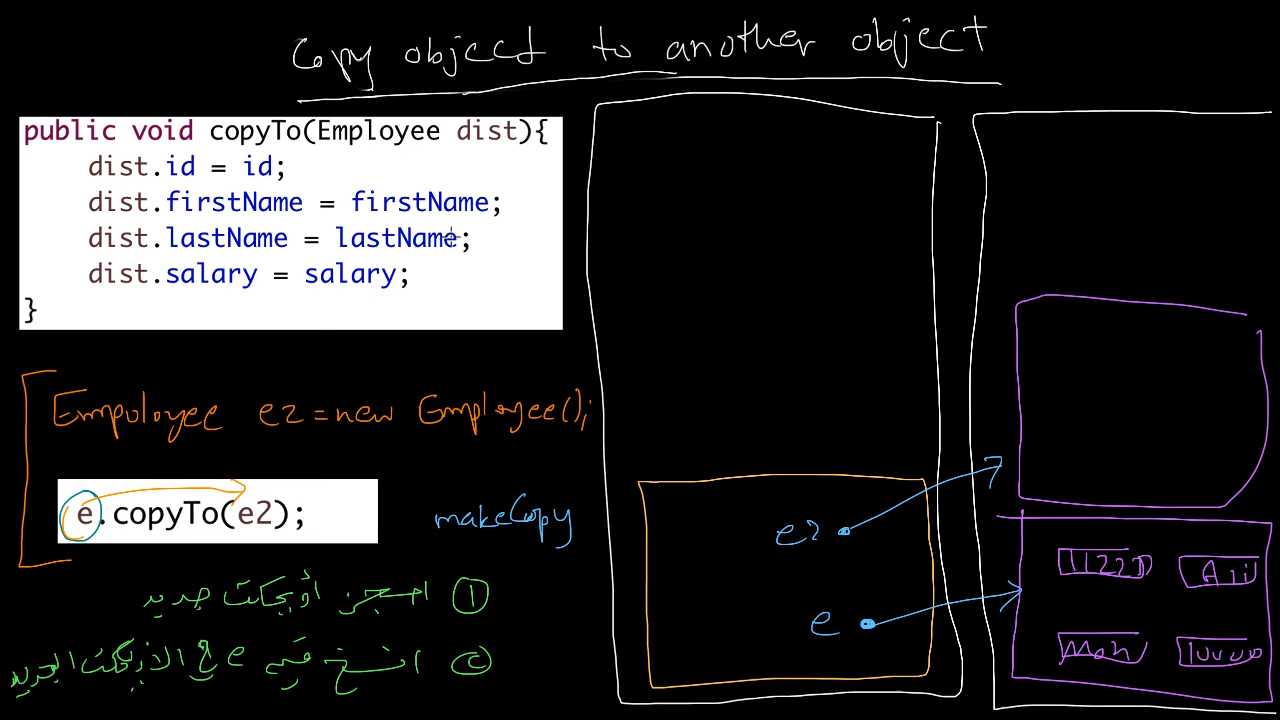 Copy object to another object
public void copyTo(Employee dist){
dist.id = id;
dist.firstName = firstName;
dist.lastName = lastName;
dist.salary = salary;
}
Empoloyee e2 = new Employee();
e.copyTo(e2);
makeCopy
① احجز أوبجكت جديد
② انسخ قيم e في الاوبجكت الجديد
e2
e
Ali